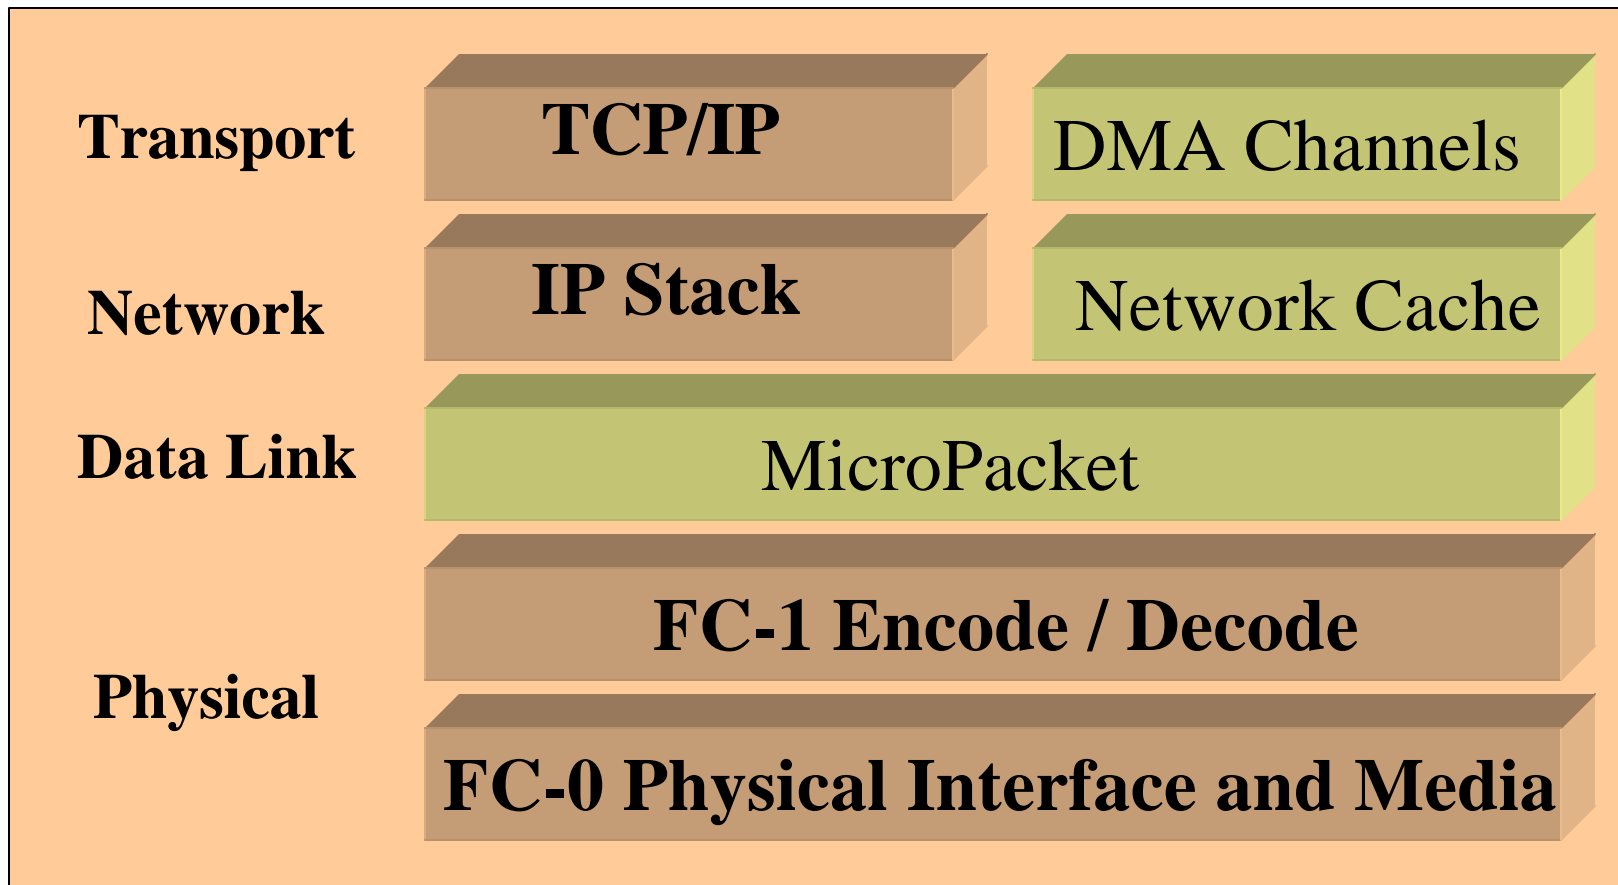 Transport
TCP/IP
DMA Channels
Network
IP Stack
Network Cache
Data Link
MicroPacket
Physical
FC-1 Encode / Decode
FC-0 Physical Interface and Media